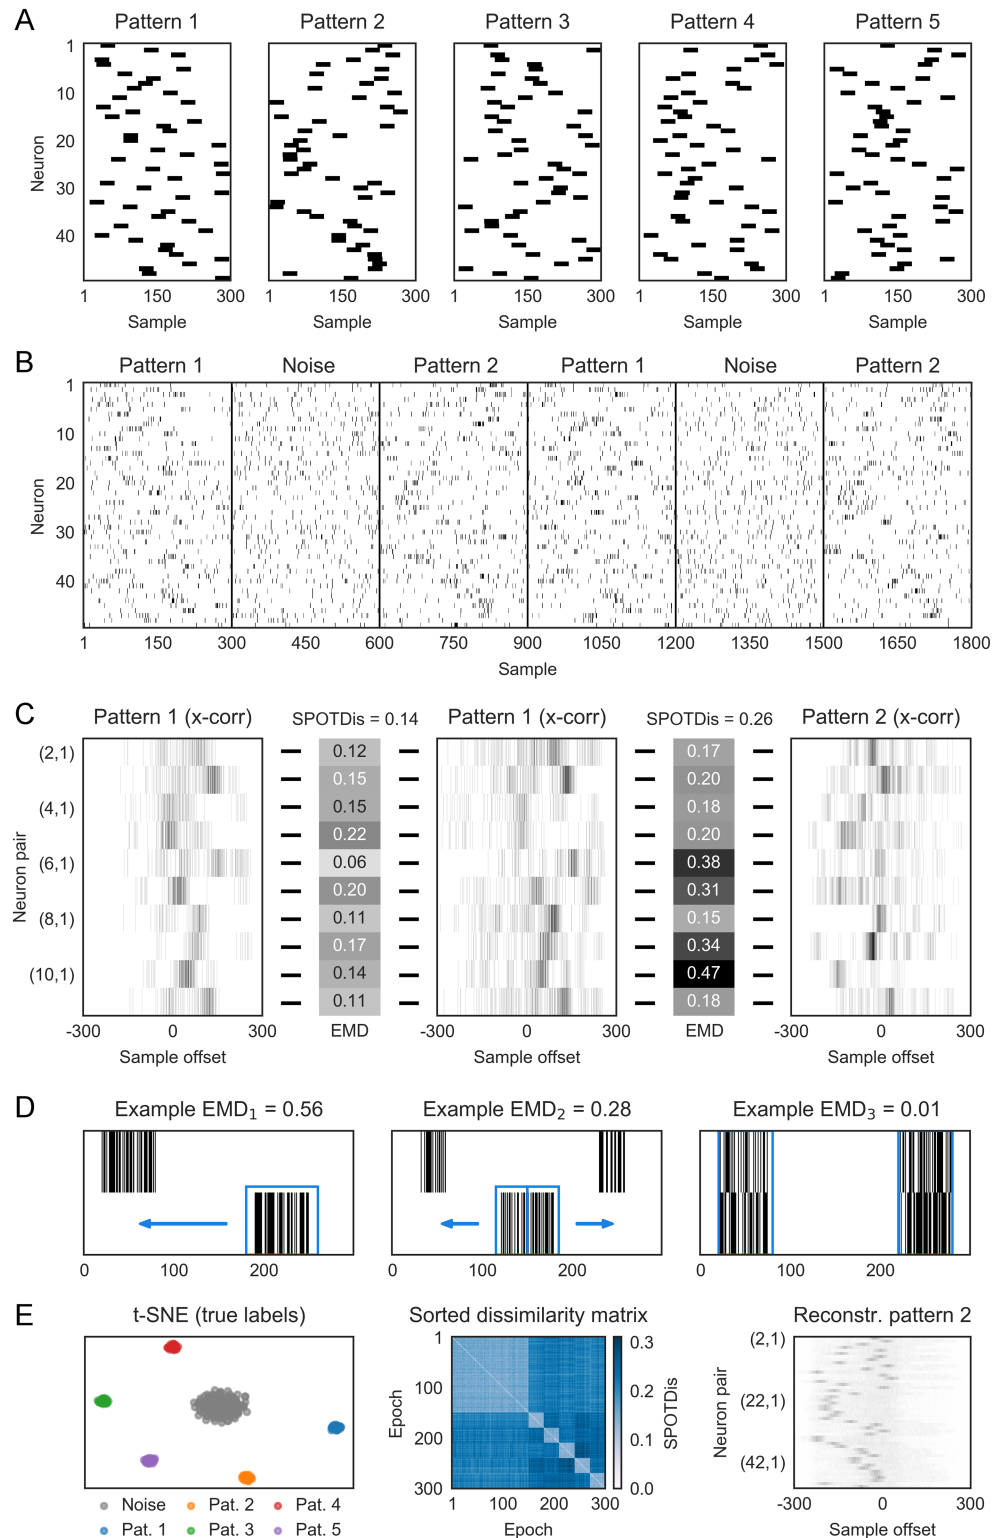 A
Pattern 1 Pattern 2 Pattern 3 Pattern 4 Pattern 5
1
10
20
30
40
Neuron
1 150 300 1 150 300 1 150 300 1 150 300 1 150 300
Sample Sample Sample Sample Sample
B
Pattern 1 Noise Pattern 2 Pattern 1 Noise Pattern 2
1
10
20
30
40
Neuron
1 150 300 450 600 750 900 1050 1200 1350 1500 1650 1800
Sample
C
Pattern 1 (x-corr) SPOTDis = 0.14 Pattern 1 (x-corr) SPOTDis = 0.26 Pattern 2 (x-corr)
(2,1) 0.12 0.17
0.15 0.20
(4,1) 0.15 0.18
0.22 0.20
(6,1) 0.06 0.38
0.20 0.31
(8,1) 0.11 0.15
0.17 0.34
(10,1) 0.14 0.47
0.11 0.18
Neuron pair
-300 0 300 EMD -300 0 300 EMD -300 0 300
Sample offset Sample offset Sample offset
D
Example EMD₁ = 0.56 Example EMD₂ = 0.28 Example EMD₃ = 0.01
0 100 200 0 100 200 0 100 200
E
t-SNE (true labels) Sorted dissimilarity matrix Reconstr. pattern 2
Noise Pat. 2 Pat. 4
Pat. 1 Pat. 3 Pat. 5
1
100
200
300
Epoch
1 100 200 300
Epoch
0.3
0.2
0.1
0.0
SPOTDis
(2,1)
(22,1)
(42,1)
Neuron pair
-300 0 300
Sample offset